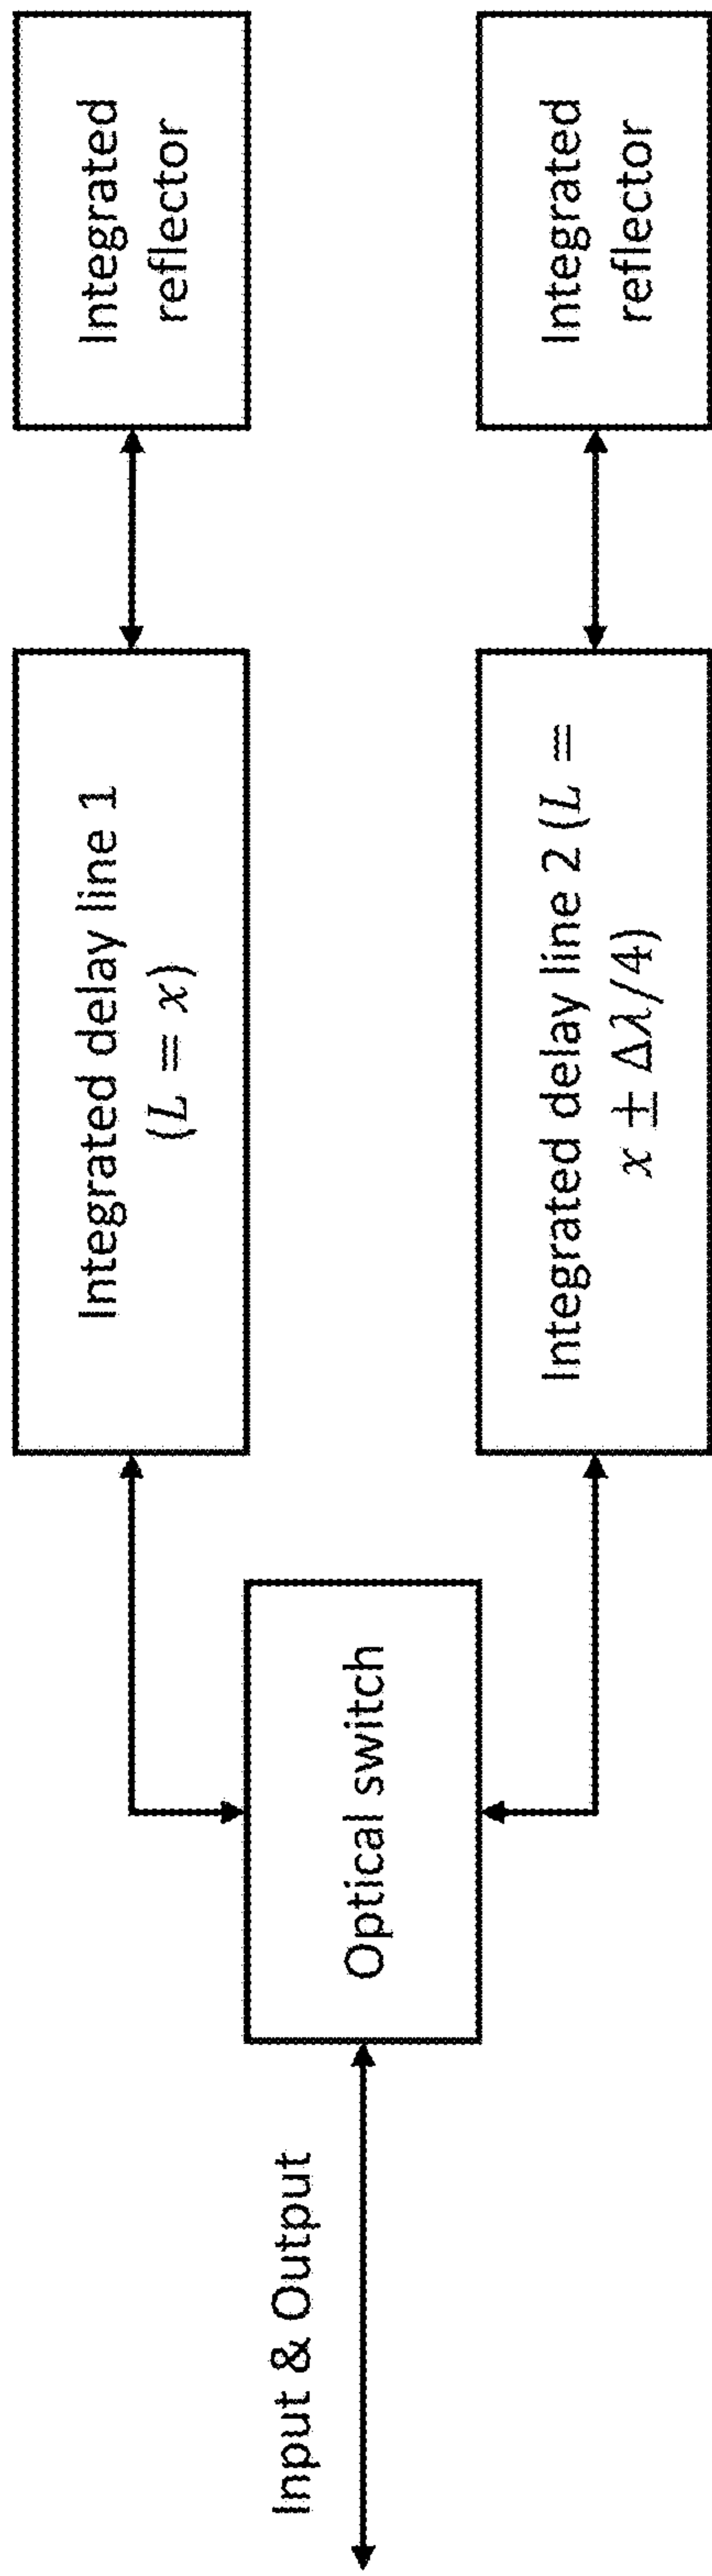 Input & Output
Optical switch
Integrated delay line 1
(L = x)
Integrated reflector
Integrated delay line 2 (L =
x ± Δλ/4)
Integrated
reflector